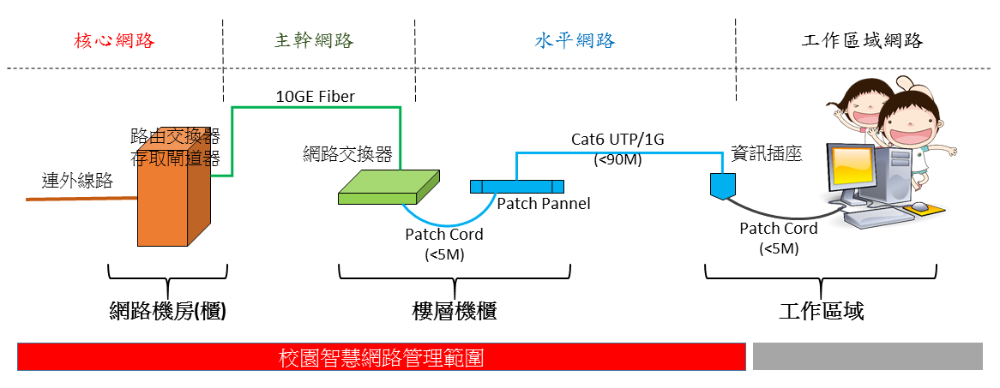 核心網路
主幹網路
水平網路
工作區域網路
10GE Fiber
路由交換器
存取閘道器
網路交換器
Cat6 UTP/1G
(<90M)
資訊插座
連外線路
Patch Pannel
Patch Cord
(<5M)
Patch Cord
(<5M)
網路機房(櫃)
樓層機櫃
工作區域
校園智慧網路管理範圍